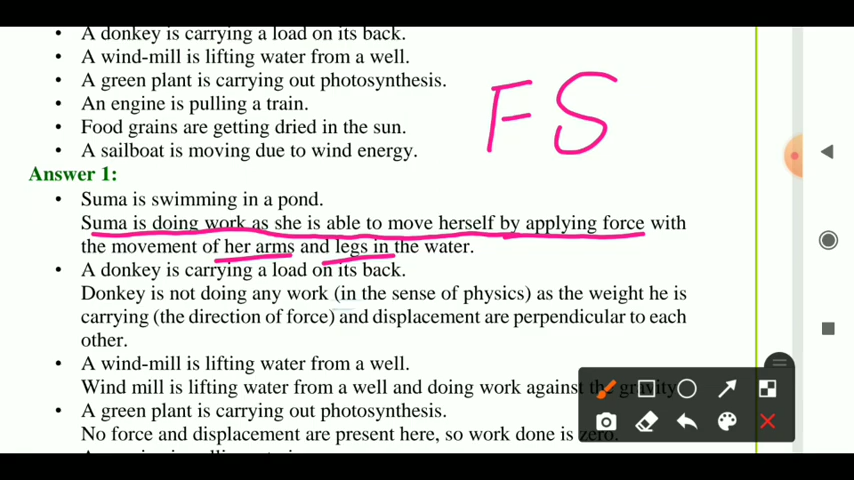 • A donkey is carrying a load on its back.
• A wind-mill is lifting water from a well.
• A green plant is carrying out photosynthesis.
• An engine is pulling a train.
• Food grains are getting dried in the sun.
• A sailboat is moving due to wind energy.
F S
Answer 1:
• Suma is swimming in a pond.
Suma is doing work as she is able to move herself by applying force with
the movement of her arms and legs in the water.
• A donkey is carrying a load on its back.
Donkey is not doing any work (in the sense of physics) as the weight he is
carrying (the direction of force) and displacement are perpendicular to each
other.
• A wind-mill is lifting water from a well.
Wind mill is lifting water from a well and doing work against the gravity.
• A green plant is carrying out photosynthesis.
No force and displacement are present here, so work done is zero.